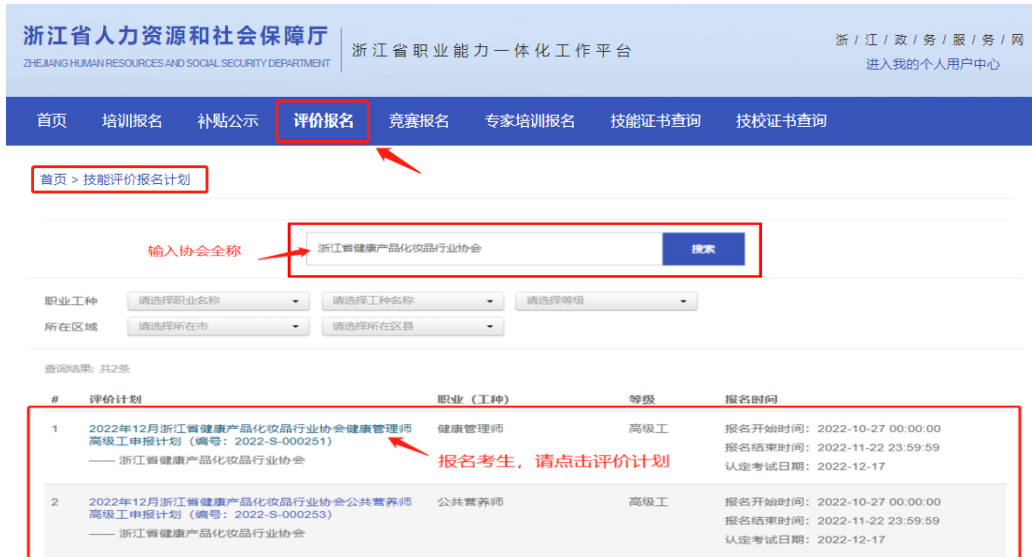 浙江省人力资源和社会保障厅
ZHEJIANG HUMAN RESOURCES AND SOCIAL SECURITY DEPARTMENT
浙江省职业能力一体化工作平台
浙 / 江 / 政 / 务 / 服 / 务 / 网
进入我的个人用户中心
首页 培训报名 补贴公示 评价报名 竞赛报名 专家培训报名 技能证书查询 技校证书查询
首页 > 技能评价报名计划
输入协会全称 浙江省健康产品化妆品行业协会 搜索
职业工种 请选择职业名称 请选择工种名称 请选择等级
所在区域 请选择所在市 请选择所在区县
查询结果: 共2条
# 评价计划 职业（工种） 等级 报名时间
1 2022年12月浙江省健康产品化妆品行业协会健康管理师 健康管理师 高级工 报名开始时间: 2022-10-27 00:00:00
高级工申报计划（编号: 2022-S-000251） 报名结束时间: 2022-11-22 23:59:59
—— 浙江省健康产品化妆品行业协会 报名考生，请点击评价计划 认定考试日期: 2022-12-17
2 2022年12月浙江省健康产品化妆品行业协会公共营养师 公共营养师 高级工 报名开始时间: 2022-10-27 00:00:00
高级工申报计划（编号: 2022-S-000253） 报名结束时间: 2022-11-22 23:59:59
—— 浙江省健康产品化妆品行业协会 认定考试日期: 2022-12-17